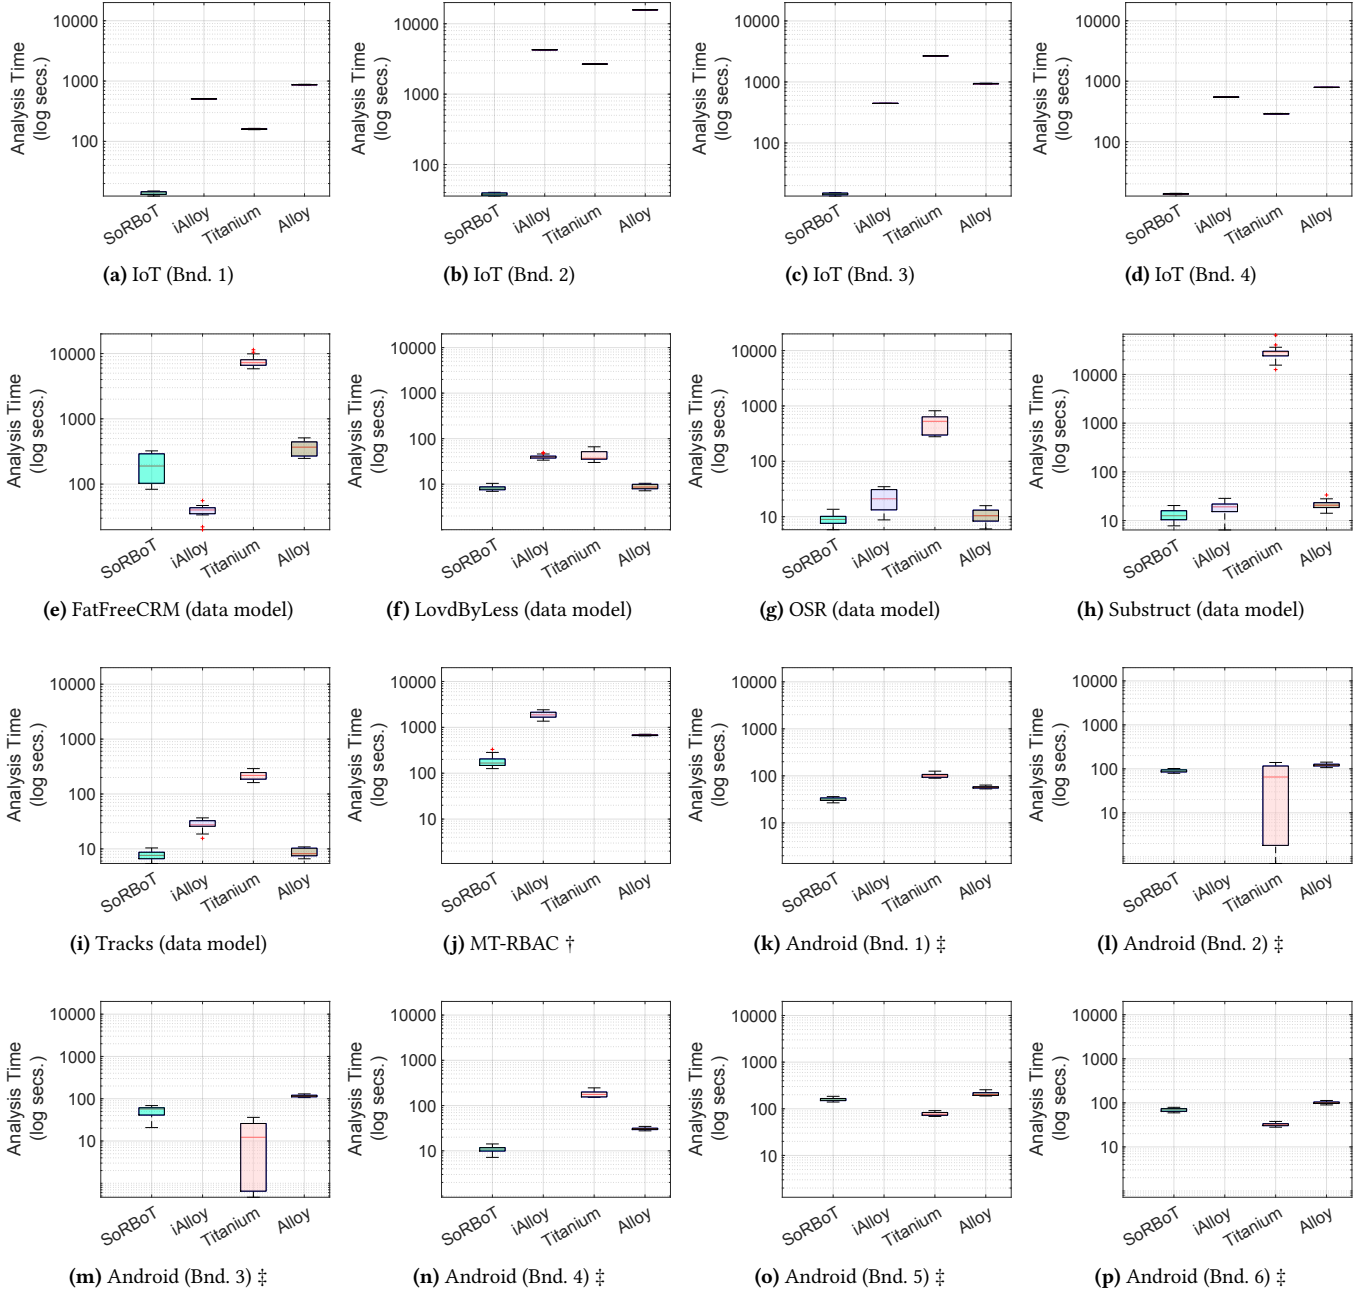 Analysis Time
(log secs.)
10000
1000
100
SoRBoT
iAlloy
Titanium
Alloy
(a) IoT (Bnd. 1)
Analysis Time
(log secs.)
10000
1000
100
SoRBoT
iAlloy
Titanium
Alloy
(b) IoT (Bnd. 2)
Analysis Time
(log secs.)
10000
1000
100
SoRBoT
iAlloy
Titanium
Alloy
(c) IoT (Bnd. 3)
Analysis Time
(log secs.)
10000
1000
100
SoRBoT
iAlloy
Titanium
Alloy
(d) IoT (Bnd. 4)
Analysis Time
(log secs.)
10000
1000
100
SoRBoT
iAlloy
Titanium
Alloy
(e) FatFreeCRM (data model)
Analysis Time
(log secs.)
10000
1000
100
10
SoRBoT
iAlloy
Titanium
Alloy
(f) LovdByLess (data model)
Analysis Time
(log secs.)
10000
1000
100
10
SoRBoT
iAlloy
Titanium
Alloy
(g) OSR (data model)
Analysis Time
(log secs.)
10000
1000
100
10
SoRBoT
iAlloy
Titanium
Alloy
(h) Substruct (data model)
Analysis Time
(log secs.)
10000
1000
100
10
SoRBoT
iAlloy
Titanium
Alloy
(i) Tracks (data model)
Analysis Time
(log secs.)
10000
1000
100
10
SoRBoT
iAlloy
Titanium
Alloy
(j) MT-RBAC †
Analysis Time
(log secs.)
10000
1000
100
10
SoRBoT
iAlloy
Titanium
Alloy
(k) Android (Bnd. 1) ‡
Analysis Time
(log secs.)
10000
1000
100
10
SoRBoT
iAlloy
Titanium
Alloy
(l) Android (Bnd. 2) ‡
Analysis Time
(log secs.)
10000
1000
100
10
SoRBoT
iAlloy
Titanium
Alloy
(m) Android (Bnd. 3) ‡
Analysis Time
(log secs.)
10000
1000
100
10
SoRBoT
iAlloy
Titanium
Alloy
(n) Android (Bnd. 4) ‡
Analysis Time
(log secs.)
10000
1000
100
10
SoRBoT
iAlloy
Titanium
Alloy
(o) Android (Bnd. 5) ‡
Analysis Time
(log secs.)
10000
1000
100
10
SoRBoT
iAlloy
Titanium
Alloy
(p) Android (Bnd. 6) ‡